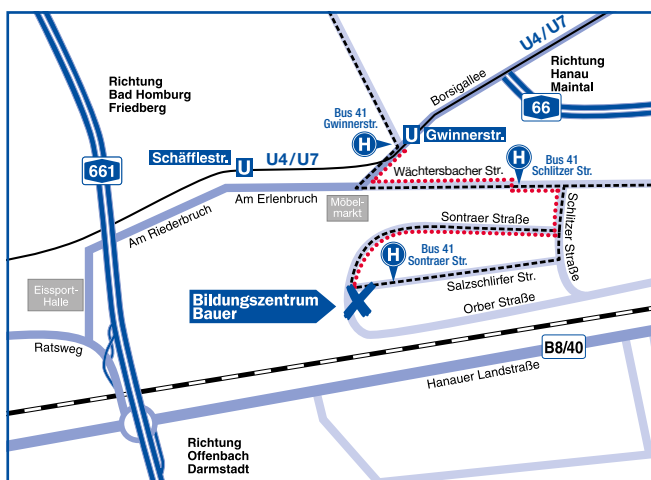 U4/U7
Richtung
Bad Homburg
Friedberg
Richtung
Hanau
Maintal
66
Borsigallee
Bus 41
Gwinnerstr.
H
U
Gwinnerstr.
Schäfflestr.
U
U4/U7
661
Wächtersbacher Str.
H
Bus 41
Schlitzer Str.
Am Erlenbruch
Möbel-
markt
Am Riederbruch
Sontraer Straße
Schlitzer
Straße
H
Bus 41
Sontraer Str.
Salzschlirfer Str.
Orber Straße
Eissport-
Halle
Bildungszentrum
Bauer
Ratsweg
B8/40
Hanauer Landstraße
Richtung
Offenbach
Darmstadt